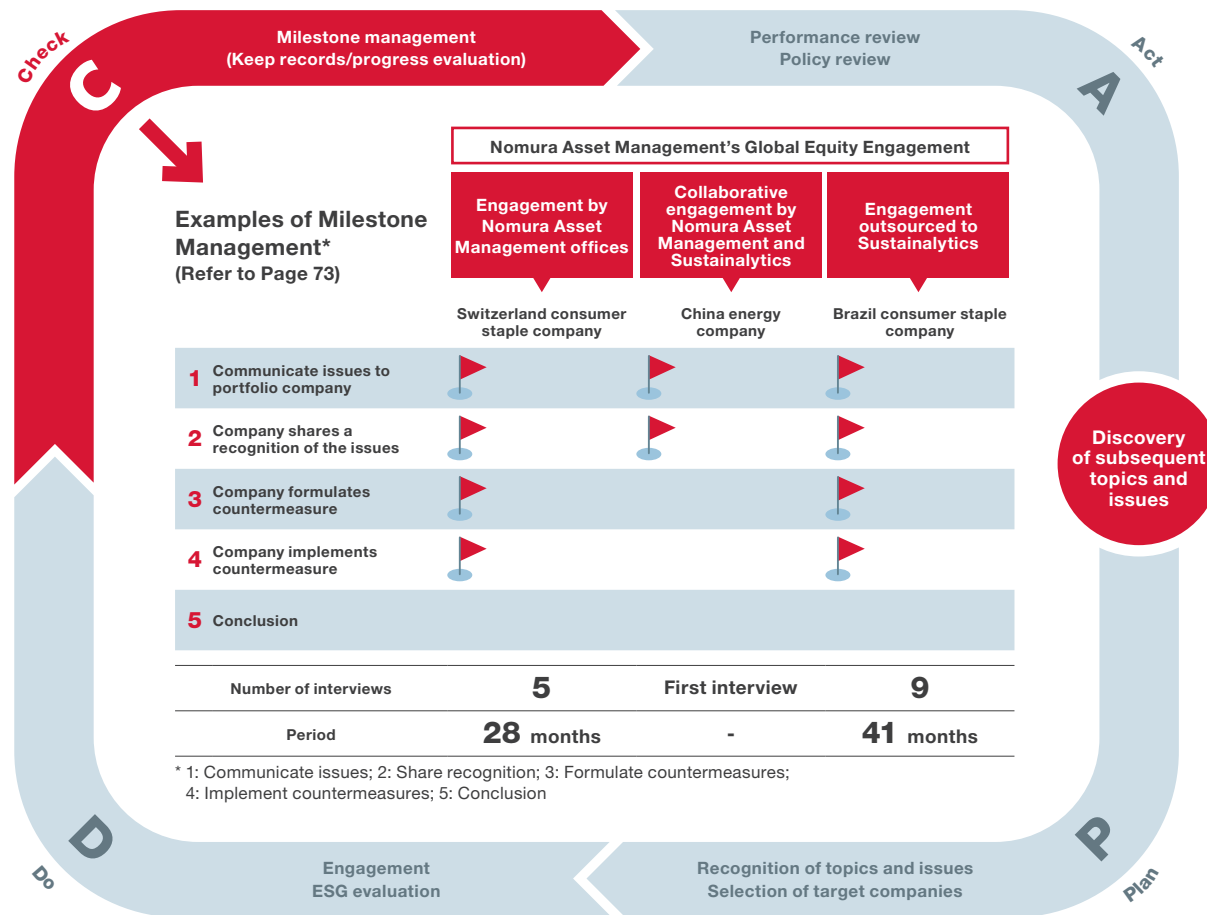 Check
C
Milestone management
(Keep records/progress evaluation)
Performance review
Policy review
Act
A
Nomura Asset Management's Global Equity Engagement
Examples of Milestone
Management*
(Refer to Page 73)
Engagement by
Nomura Asset
Management offices
Collaborative
engagement by
Nomura Asset
Management and
Sustainalytics
Engagement
outsourced to
Sustainalytics
Switzerland consumer
staple company
China energy
company
Brazil consumer staple
company
1 Communicate issues to
portfolio company
2 Company shares a
recognition of the issues
3 Company formulates
countermeasure
4 Company implements
countermeasure
5 Conclusion
Discovery
of subsequent
topics and
issues
Number of interviews 5 First interview 9
Period 28 months - 41 months
* 1: Communicate issues; 2: Share recognition; 3: Formulate countermeasures;
4: Implement countermeasures; 5: Conclusion
D
Do
Engagement
ESG evaluation
Recognition of topics and issues
Selection of target companies
P
Plan